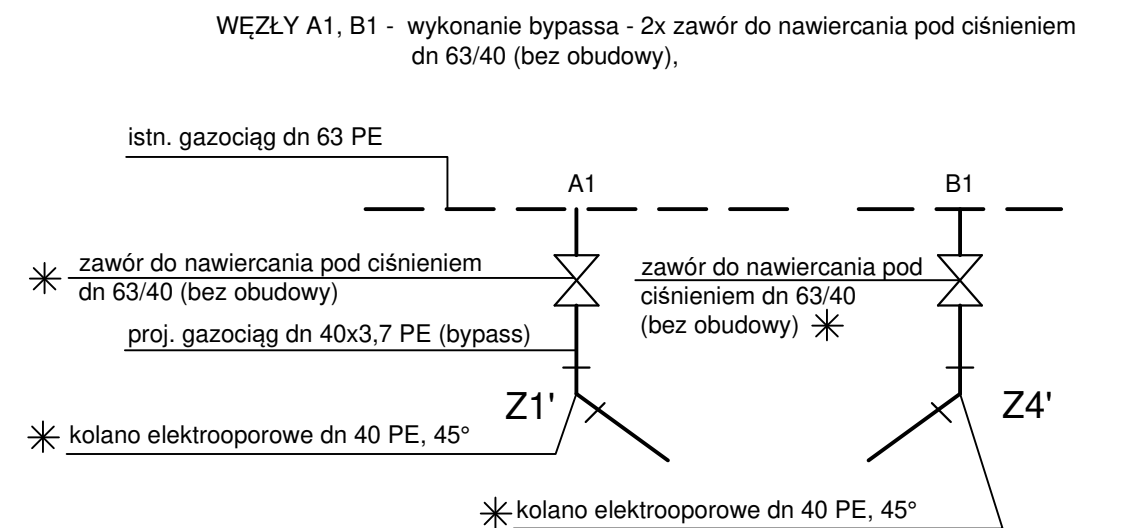 WĘZŁY A1, B1 - wykonanie bypassa - 2x zawór do nawiercania pod ciśnieniem
dn 63/40 (bez obudowy),
istn. gazociąg dn 63 PE
A1
B1
zawór do nawiercania pod ciśnieniem
dn 63/40 (bez obudowy)
zawór do nawiercania pod
ciśnieniem dn 63/40
(bez obudowy)
proj. gazociąg dn 40x3,7 PE (bypass)
Z1'
Z4'
kolano elektrooporowe dn 40 PE, 45°
kolano elektrooporowe dn 40 PE, 45°